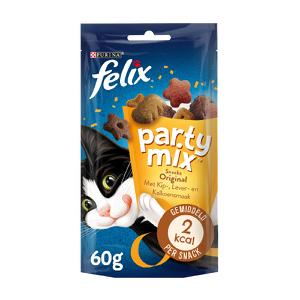 PURINA
felix
party
mix
Snacks
Original
Met Kip-, Lever- en
Kalkoensmaak
GEMIDDELD
2
kcal
PER SNACK
60g